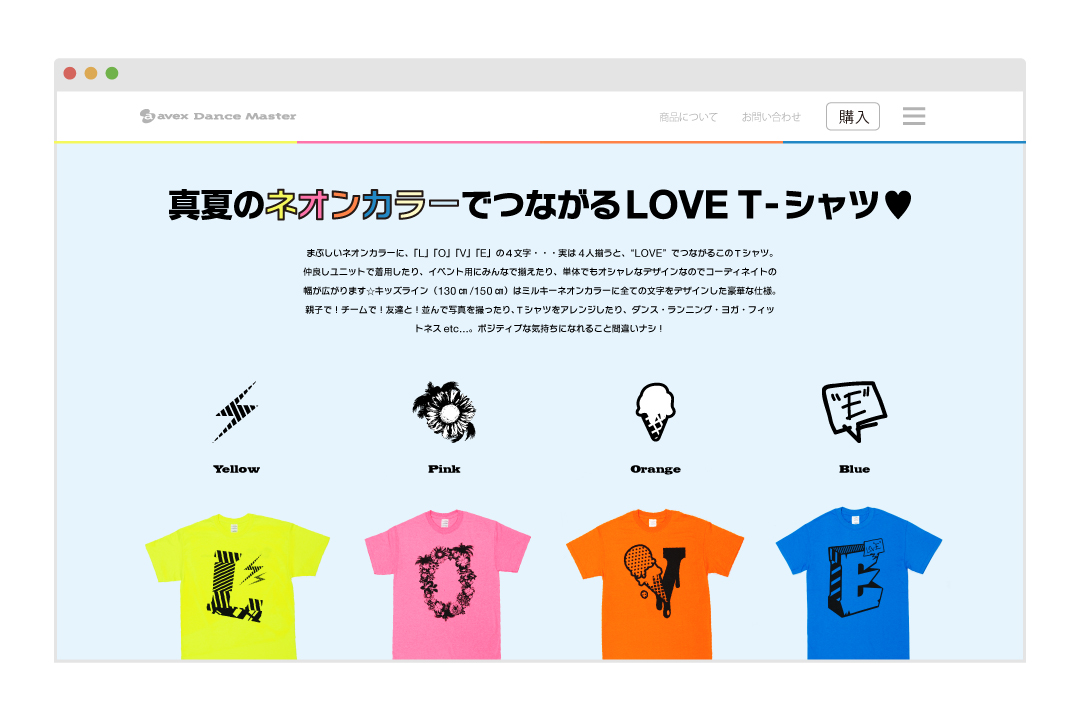 avex Dance Master
商品について お問い合わせ 購入
真夏のネオンカラーでつながるLOVE T-シャツ♥
まぶしいネオンカラーに、「L」「O」「V」「E」の4文字・・・実は4人揃うと、"LOVE" でつながるこのTシャツ。
仲良しユニットで着用したり、イベント用にみんなで揃えたり、単体でもオシャレなデザインなのでコーディネイトの
幅が広がります☆キッズライン（130㎝/150㎝）はミルキーネオンカラーに全ての文字をデザインした豪華な仕様。
親子で！チームで！友達と！並んで写真を撮ったり、Tシャツをアレンジしたり、ダンス・ランニング・ヨガ・フィッ
トネスetc...。ポジティブな気持ちになれること間違いナシ！
"E"
Yellow Pink Orange Blue
L O V E